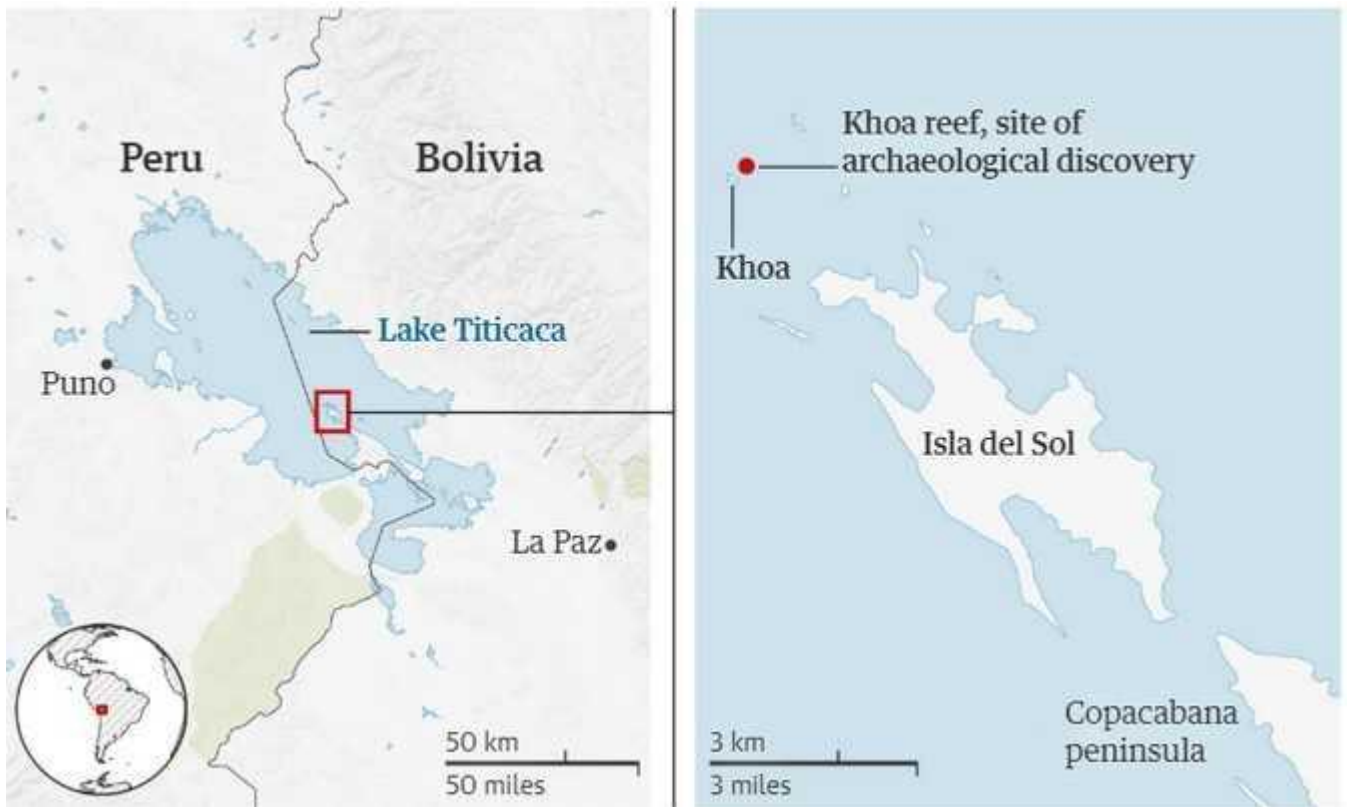 Peru
Bolivia
Lake Titicaca
Puno
La Paz
50 km
50 miles
Khoa reef, site of
archaeological discovery
Khoa
Isla del Sol
Copacabana
peninsula
3 km
3 miles